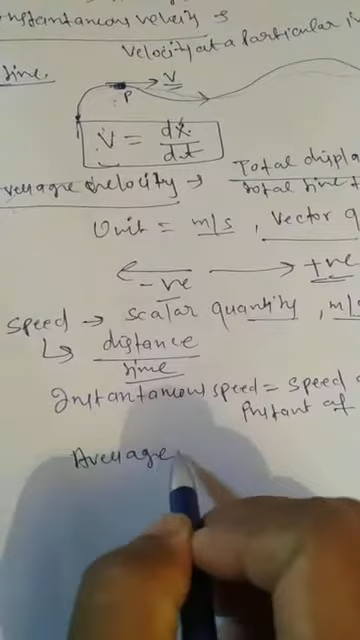 Instantaneous velocity →
Velocity at a particular
time.
V
P
V = dx / dt
Average velocity → Total displa
total time t
Unit = m/s , vector q
-ve +ve
Speed → scalar quantity , m/s
distance
time
Instantaneous speed = speed
Instant of
Average